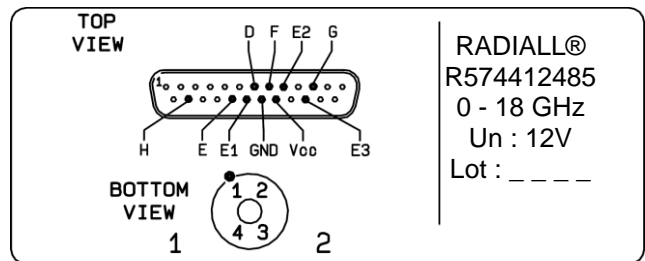 TOP
VIEW
D F E2 G
1
H E E1 GND Vcc E3
BOTTOM
VIEW
1 2
4 3
1 2
RADIALL®
R574412485
0 - 18 GHz
Un : 12V
Lot : _ _ _ _